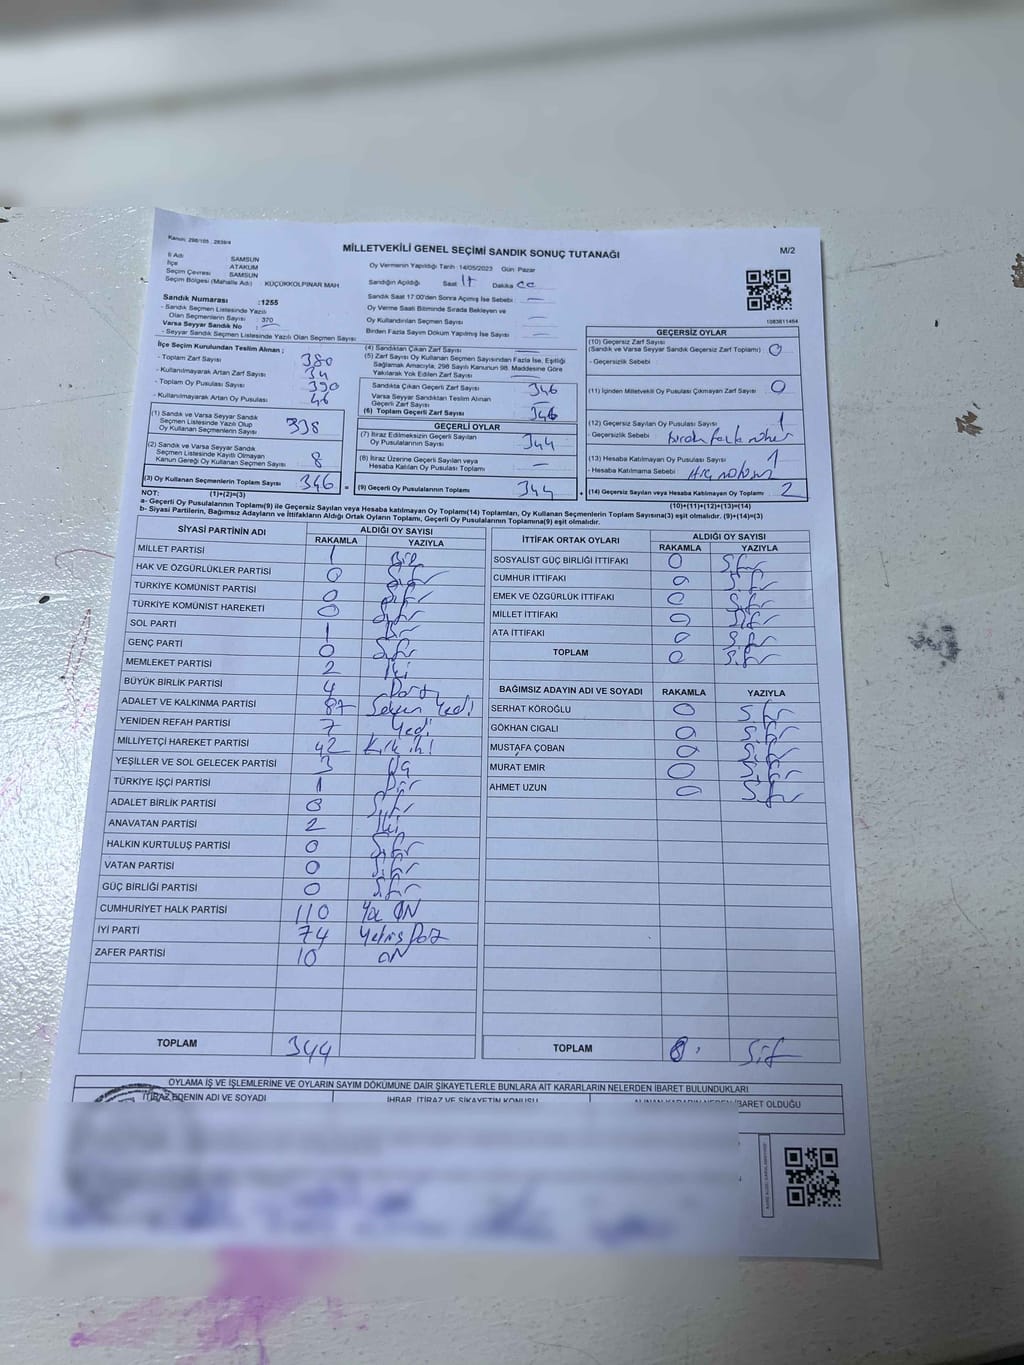 Kanun: 298/105 , 2839/4
MİLLETVEKİLİ GENEL SEÇİMİ SANDIK SONUÇ TUTANAĞI
M/2
İl Adı : SAMSUN
İlçe : ATAKUM
Seçim Çevresi : SAMSUN
Seçim Bölgesi (Mahalle Adı) : KÜÇÜKKOLPINAR MAH
Sandık Numarası :1255
- Sandık Seçmen Listesinde Yazılı
Olan Seçmenlerin Sayısı : 370
Varsa Seyyar Sandık No : —
- Seyyar Sandık Seçmen Listesinde Yazılı Olan Seçmen Sayısı:
Oy Vermenin Yapıldığı Tarih :14/05/2023 Gün :Pazar
Sandığın Açıldığı Saat 17 Dakika
Sandık Saat 17:00'den Sonra Açılmış İse Sebebi : —
Oy Verme Saati Bitiminde Sırada Bekleyen ve
Oy Kullandırılan Seçmen Sayısı : —
Birden Fazla Sayım Döküm Yapılmış İse Sayısı : —
1083811464
İlçe Seçim Kurulundan Teslim Alınan ;
- Toplam Zarf Sayısı : 380
- Kullanılmayarak Artan Zarf Sayısı : 34
- Toplam Oy Pusulası Sayısı : 390
- Kullanılmayarak Artan Oy Pusulası : 46
(1) Sandık ve Varsa Seyyar Sandık
Seçmen Listesinde Yazılı Olup
Oy Kullanan Seçmenlerin Sayısı : 338
(2) Sandık ve Varsa Seyyar Sandık
Seçmen Listesinde Kayıtlı Olmayan
Kanun Gereği Oy Kullanan Seçmen Sayısı : 8
(3) Oy Kullanan Seçmenlerin Toplam Sayısı : 346
(4) Sandıktan Çıkan Zarf Sayısı : —
(5) Zarf Sayısı Oy Kullanan Seçmen Sayısından Fazla İse, Eşitliği
Sağlamak Amacıyla, 298 Sayılı Kanunun 98. Maddesine Göre
Yakılarak Yok Edilen Zarf Sayısı : —
Sandıkta Çıkan Geçerli Zarf Sayısı : 346
Varsa Seyyar Sandıktan Teslim Alınan
Geçerli Zarf Sayısı : —
(6) Toplam Geçerli Zarf Sayısı : 346
GEÇERLİ OYLAR
(7) İtiraz Edilmeksizin Geçerli Sayılan
Oy Pusulalarının Sayısı : 344
(8) İtiraz Üzerine Geçerli Sayılan veya
Hesaba Katılan Oy Pusulası Toplamı : —
= (9) Geçerli Oy Pusulalarının Toplamı : 344
GEÇERSİZ OYLAR
(10) Geçersiz Zarf Sayısı
(Sandık ve Varsa Seyyar Sandık Geçersiz Zarf Toplamı) : 0
- Geçersizlik Sebebi
(11) İçinden Milletvekili Oy Pusulası Çıkmayan Zarf Sayısı : 0
(12) Geçersiz Sayılan Oy Pusulası Sayısı : 1
- Geçersizlik Sebebi : birden fazla mühür
(13) Hesaba Katılmayan Oy Pusulası Sayısı : 1
- Hesaba Katılmama Sebebi :
+ (14) Geçersiz Sayılan veya Hesaba Katılmayan Oy Toplamı : 2
NOT: (1)+(2)=(3)
(10)+(11)+(12)+(13)=(14)
a- Geçerli Oy Pusulalarının Toplamı(9) ile Geçersiz Sayılan veya Hesaba Katılmayan Oy Toplamı(14) Toplamları, Oy Kullanan Seçmenlerin Toplam Sayısına(3) eşit olmalıdır. (9)+(14)=(3)
b- Siyasi Partilerin, Bağımsız Adayların ve İttifakların Aldığı Ortak Oyların Toplamı, Geçerli Oy Pusulalarının Toplamına(9) eşit olmalıdır.
SİYASİ PARTİNİN ADI ALDIĞI OY SAYISI
RAKAMLA YAZIYLA
MİLLET PARTİSİ 1 Bir
HAK VE ÖZGÜRLÜKLER PARTİSİ 0 Sıfır
TÜRKİYE KOMÜNİST PARTİSİ 0 Sıfır
TÜRKİYE KOMÜNİST HAREKETİ 0 Sıfır
SOL PARTİ 1 Bir
GENÇ PARTİ 0 Sıfır
MEMLEKET PARTİSİ 2 İki
BÜYÜK BİRLİK PARTİSİ 4 Dört
ADALET VE KALKINMA PARTİSİ 87 Seksen Yedi
YENİDEN REFAH PARTİSİ 7 Yedi
MİLLİYETÇİ HAREKET PARTİSİ 42 Kırk iki
YEŞİLLER VE SOL GELECEK PARTİSİ 3 Üç
TÜRKİYE İŞÇİ PARTİSİ 1 Bir
ADALET BİRLİK PARTİSİ 0 Sıfır
ANAVATAN PARTİSİ 2 İki
HALKIN KURTULUŞ PARTİSİ 0 Sıfır
VATAN PARTİSİ 0 Sıfır
GÜÇ BİRLİĞİ PARTİSİ 0 Sıfır
CUMHURİYET HALK PARTİSİ 110 Yüz ON
İYİ PARTİ 74 Yetmiş Dört
ZAFER PARTİSİ 10 ON
TOPLAM 344
İTTİFAK ORTAK OYLARI ALDIĞI OY SAYISI
RAKAMLA YAZIYLA
SOSYALİST GÜÇ BİRLİĞİ İTTİFAKI 0 Sıfır
CUMHUR İTTİFAKI 0 Sıfır
EMEK VE ÖZGÜRLÜK İTTİFAKI 0 Sıfır
MİLLET İTTİFAKI 0 Sıfır
ATA İTTİFAKI 0 Sıfır
TOPLAM 0 Sıfır
BAĞIMSIZ ADAYIN ADI VE SOYADI RAKAMLA YAZIYLA
SERHAT KÖROĞLU 0 Sıfır
GÖKHAN CIGALI 0 Sıfır
MUSTAFA ÇOBAN 0 Sıfır
MURAT EMİR 0 Sıfır
AHMET UZUN 0 Sıfır
TOPLAM 0 Sıfır
OYLAMA İŞ VE İŞLEMLERİNE VE OYLARIN SAYIM DÖKÜMÜNE DAİR ŞİKAYETLERLE BUNLARA AİT KARARLARIN NELERDEN İBARET BULUNDUKLARI
İTİRAZ EDENİN ADI VE SOYADI İHBAR, İTİRAZ VE ŞİKAYETİN KONUSU ALINAN KARARIN NEDEN İBARET OLDUĞU